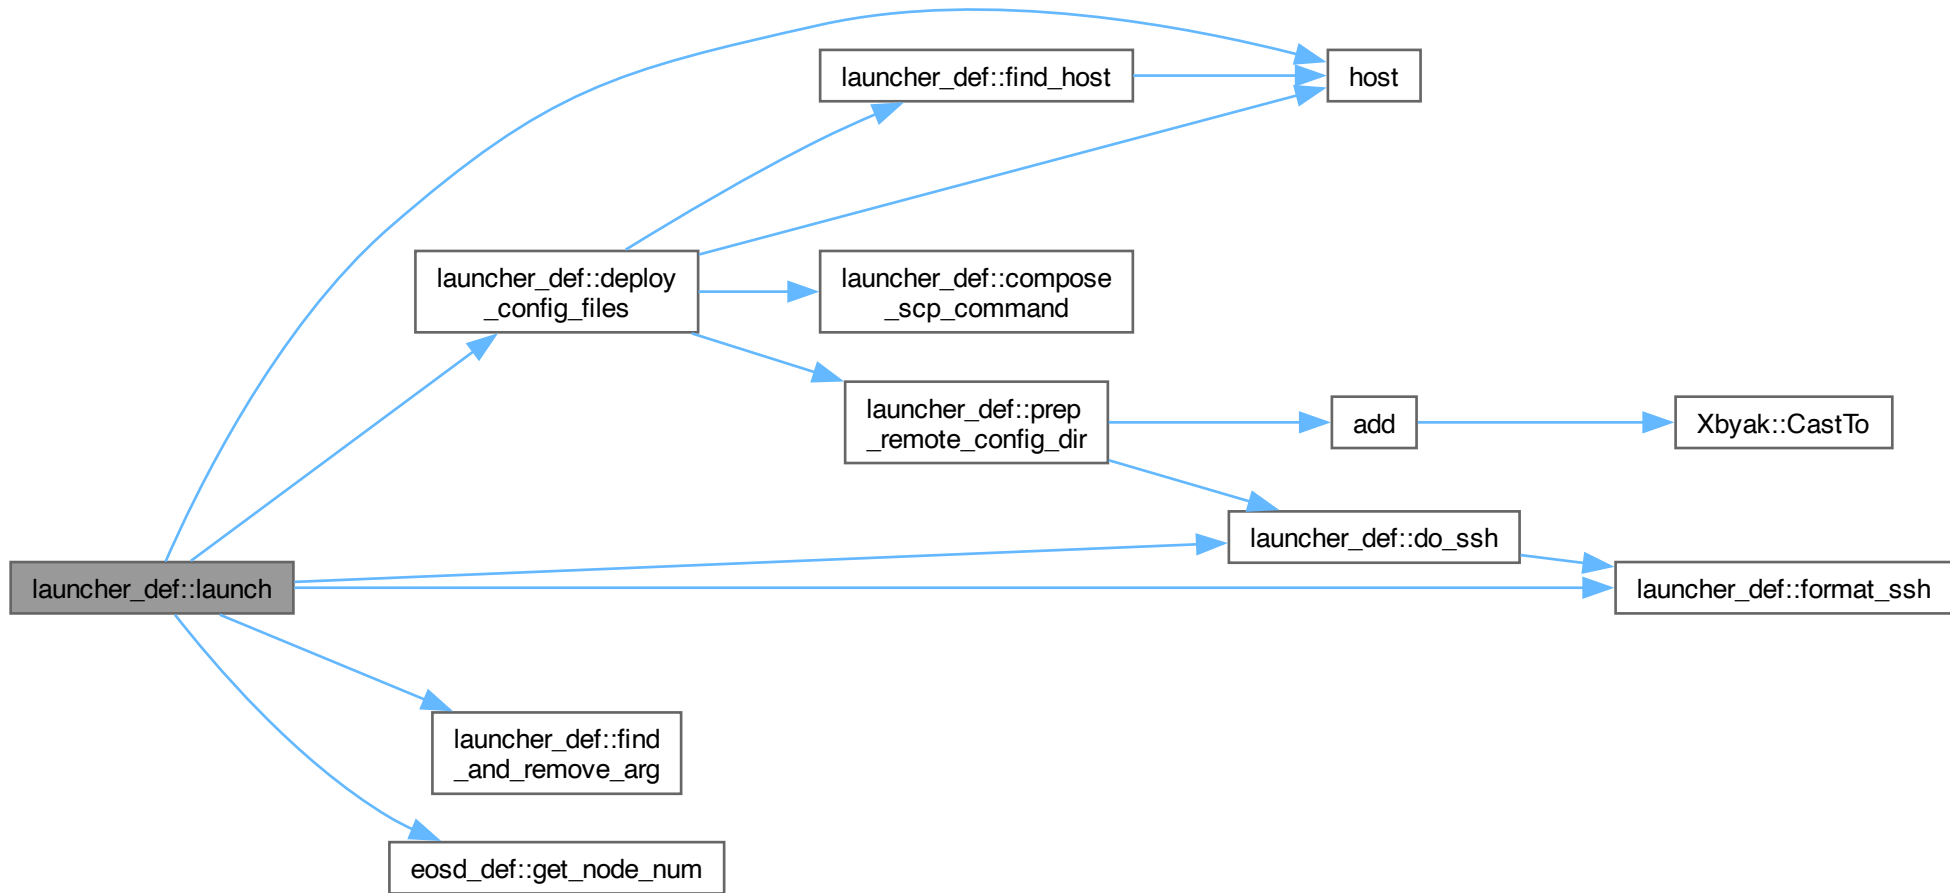 launcher_def::find_host
host
launcher_def::deploy
_config_files
launcher_def::compose
_scp_command
launcher_def::prep
_remote_config_dir
add
Xbyak::CastTo
launcher_def::do_ssh
launcher_def::launch
launcher_def::format_ssh
launcher_def::find
_and_remove_arg
eosd_def::get_node_num